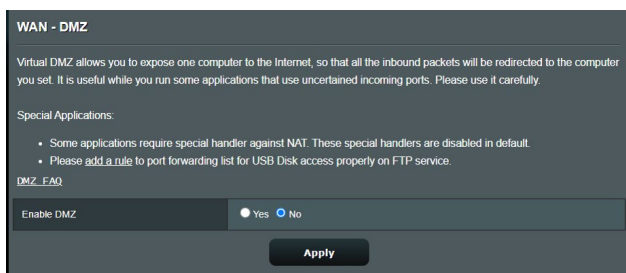 WAN - DMZ
Virtual DMZ allows you to expose one computer to the Internet, so that all the inbound packets will be redirected to the computer
you set. It is useful while you run some applications that use uncertained incoming ports. Please use it carefully.
Special Applications:
• Some applications require special handler against NAT. These special handlers are disabled in default.
• Please add a rule to port forwarding list for USB Disk access properly on FTP service.
DMZ FAQ
Enable DMZ Yes No
Apply